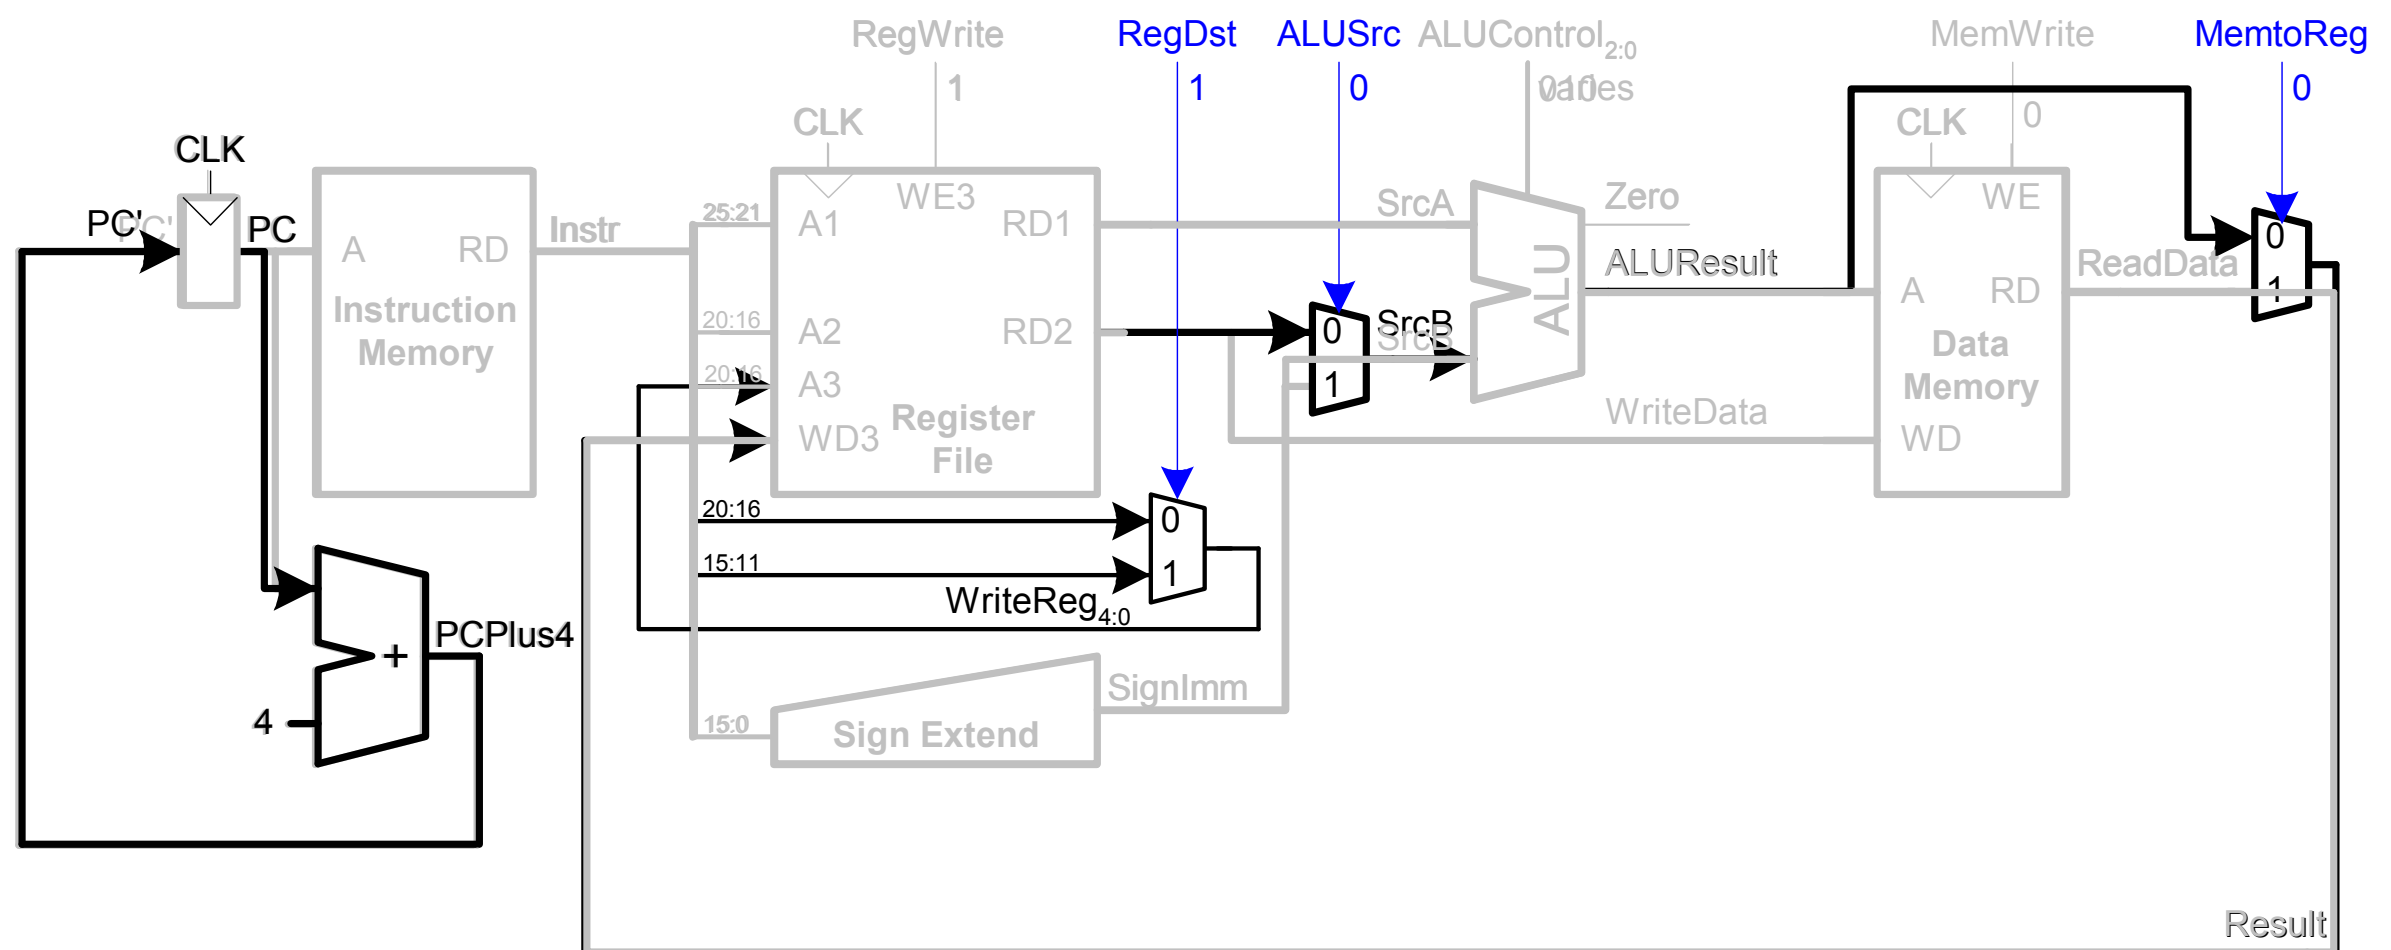 RegWrite
RegDst
ALUSrc
ALUControl2:0
MemWrite
MemtoReg
1
1
0
varies
0
0
CLK
CLK
CLK
PC'
PC'
PC
Instr
A
RD
Instruction
Memory
25:21
20:16
20:16
A1
A2
A3
WD3
WE3
RD1
RD2
Register
File
SrcA
SrcB
SrcB
0
1
ALU
Zero
ALUResult
WriteData
WE
A
RD
Data
Memory
WD
ReadData
0
1
20:16
15:11
0
1
WriteReg4:0
PCPlus4
+
4
SignImm
15:0
Sign Extend
Result